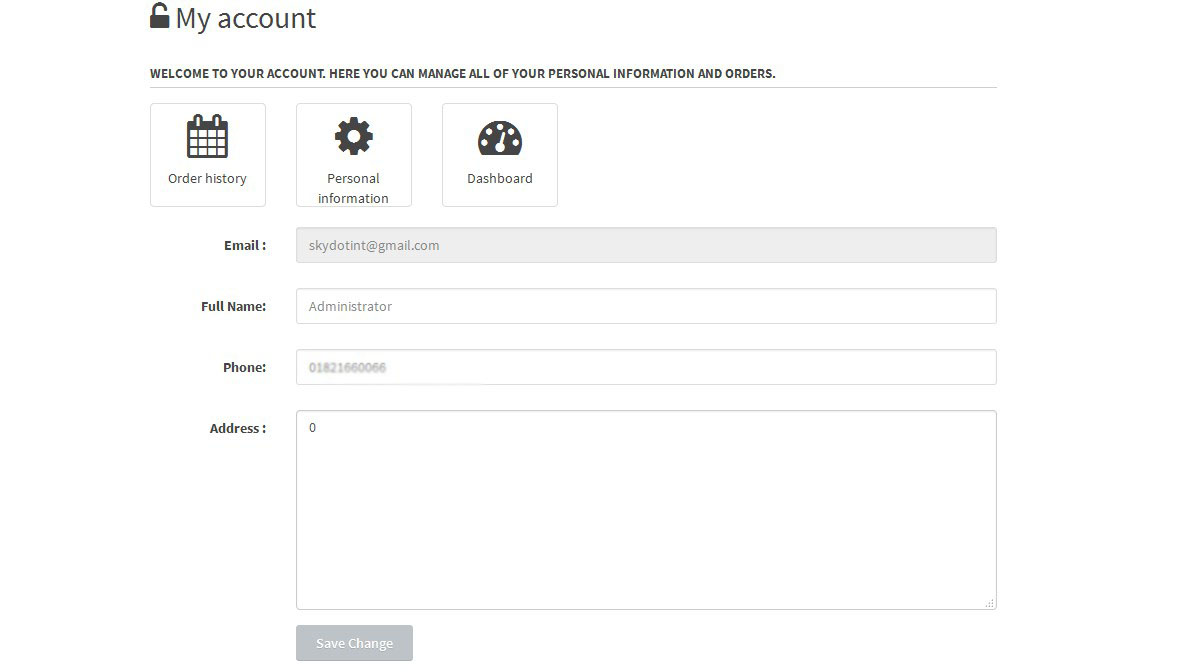 My account
WELCOME TO YOUR ACCOUNT. HERE YOU CAN MANAGE ALL OF YOUR PERSONAL INFORMATION AND ORDERS.
Order history
Personal
information
Dashboard
Email :
skydotint@gmail.com
Full Name:
Administrator
Phone:
01821660066
Address :
0
Save Change